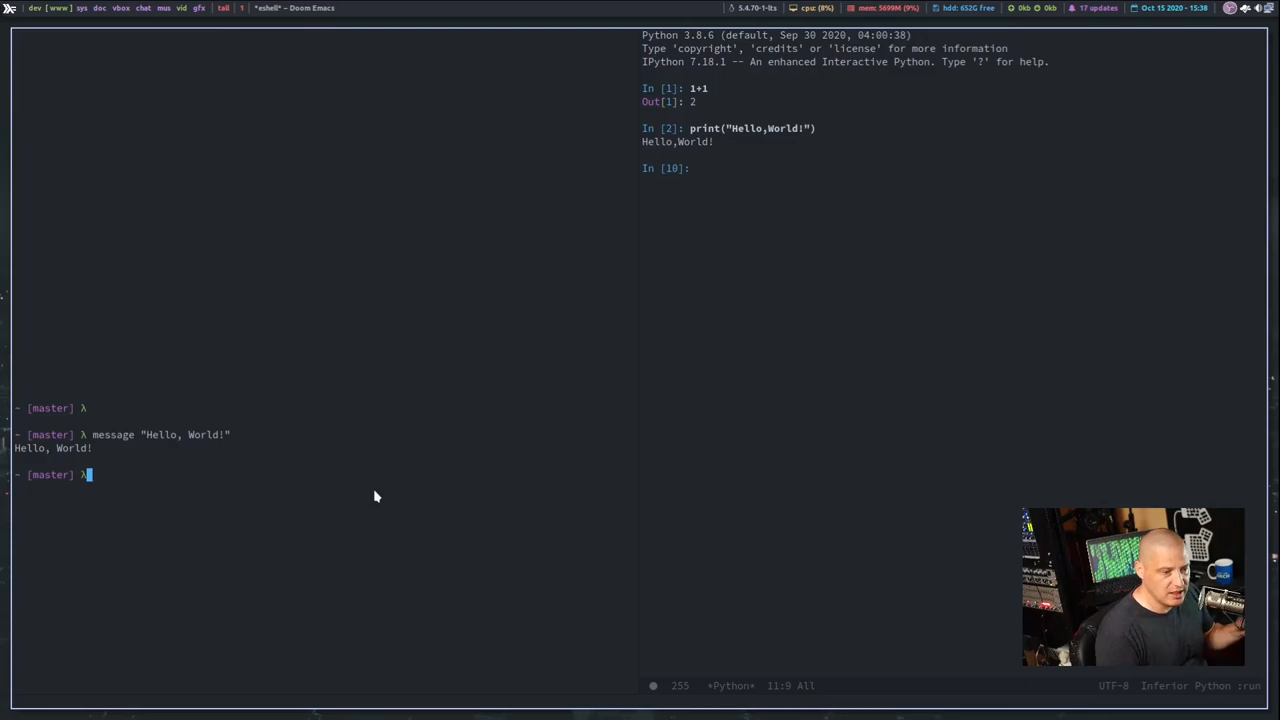 dev [ www ] sys doc vbox chat mus vid gfx | tall | 1 | *eshell* – Doom Emacs
5.4.70-1-lts | cpu: (8%) | mem: 5699M (9%) | hdd: 652G free | 0kb 0kb | 17 updates | Oct 15 2020 - 15:38
~ [master] λ
~ [master] λ message "Hello, World!"
Hello, World!
~ [master] λ
Python 3.8.6 (default, Sep 30 2020, 04:00:38)
Type 'copyright', 'credits' or 'license' for more information
IPython 7.18.1 -- An enhanced Interactive Python. Type '?' for help.
In [1]: 1+1
Out[1]: 2
In [2]: print("Hello,World!")
Hello,World!
In [10]:
255 *Python* 11:9 All UTF-8 Inferior Python :run